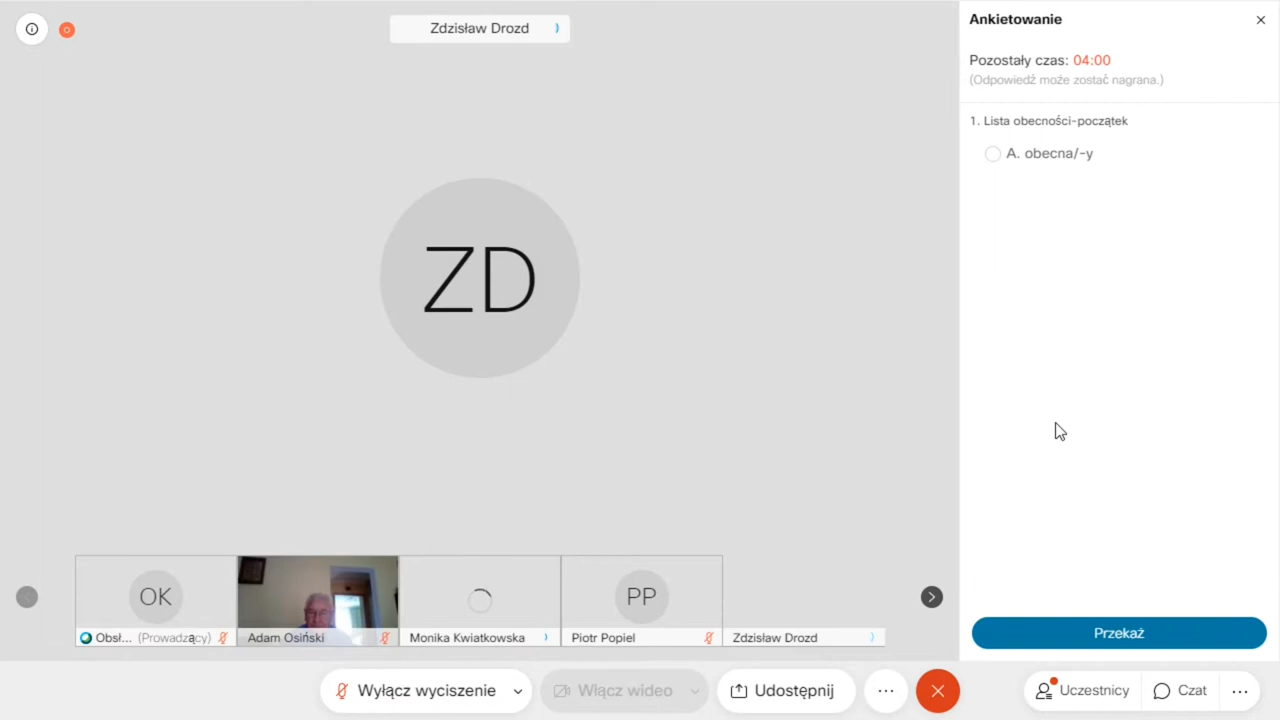 Zdzisław Drozd
ZD
OK
Obsł... (Prowadzący)
Adam Osiński
Monika Kwiatkowska
PP
Piotr Popiel
Zdzisław Drozd
Wyłącz wyciszenie
Włącz wideo
Udostępnij
Ankietowanie
Pozostały czas: 04:00
(Odpowiedź może zostać nagrana.)
1. Lista obecności-początek
A. obecna/-y
Przekaż
Uczestnicy
Czat